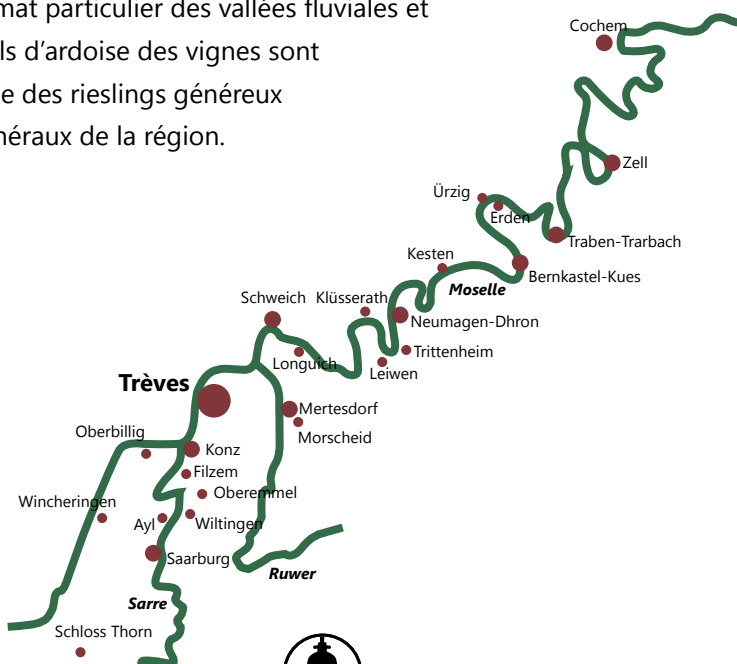 mat particulier des vallées fluviales et
ls d'ardoise des vignes sont
e des rieslings généreux
néraux de la région.
Cochem
Zell
Ürzig
Erden
Traben-Trarbach
Kesten
Bernkastel-Kues
Moselle
Schweich
Klüsserath
Neumagen-Dhron
Trittenheim
Longuich
Leiwen
Trèves
Mertesdorf
Morscheid
Oberbillig
Konz
Filzem
Oberemmel
Wincheringen
Ayl
Wiltingen
Saarburg
Ruwer
Sarre
Schloss Thorn